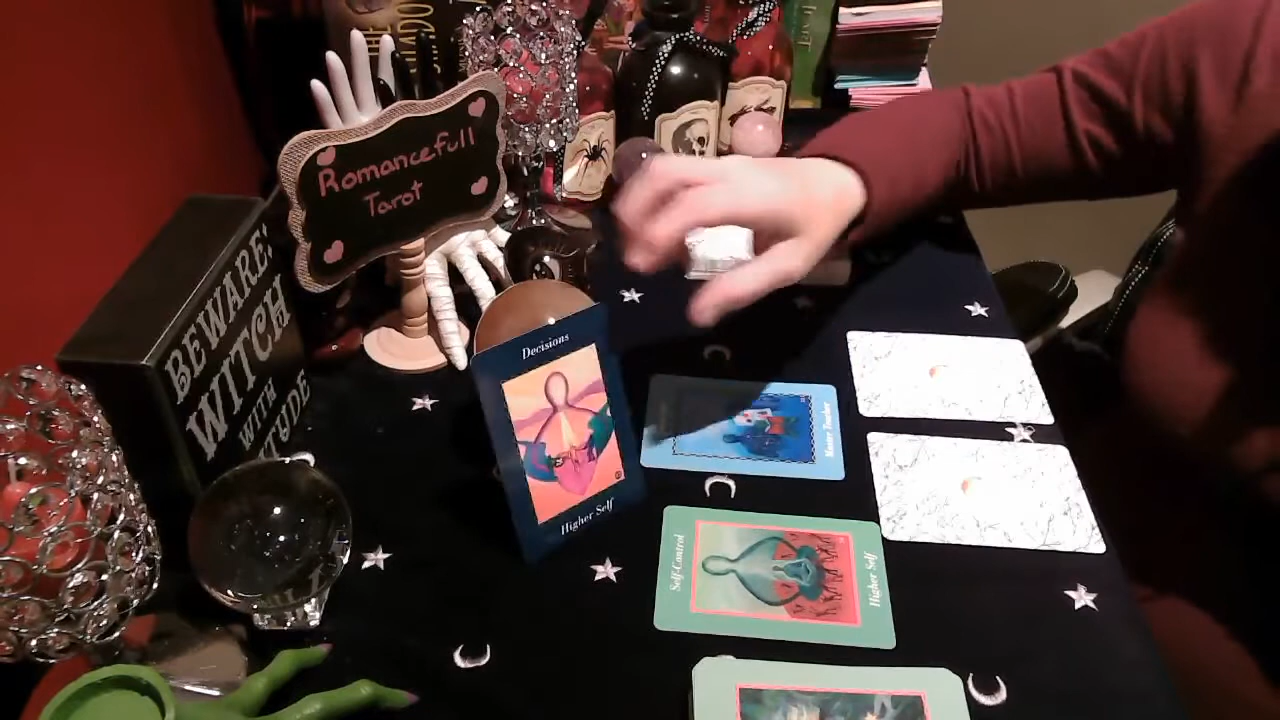 Romancefull
Tarot
BEWARE:
WITCH
WITH
Decisions
Higher Self
Master Teacher
Self-Control
Higher Self